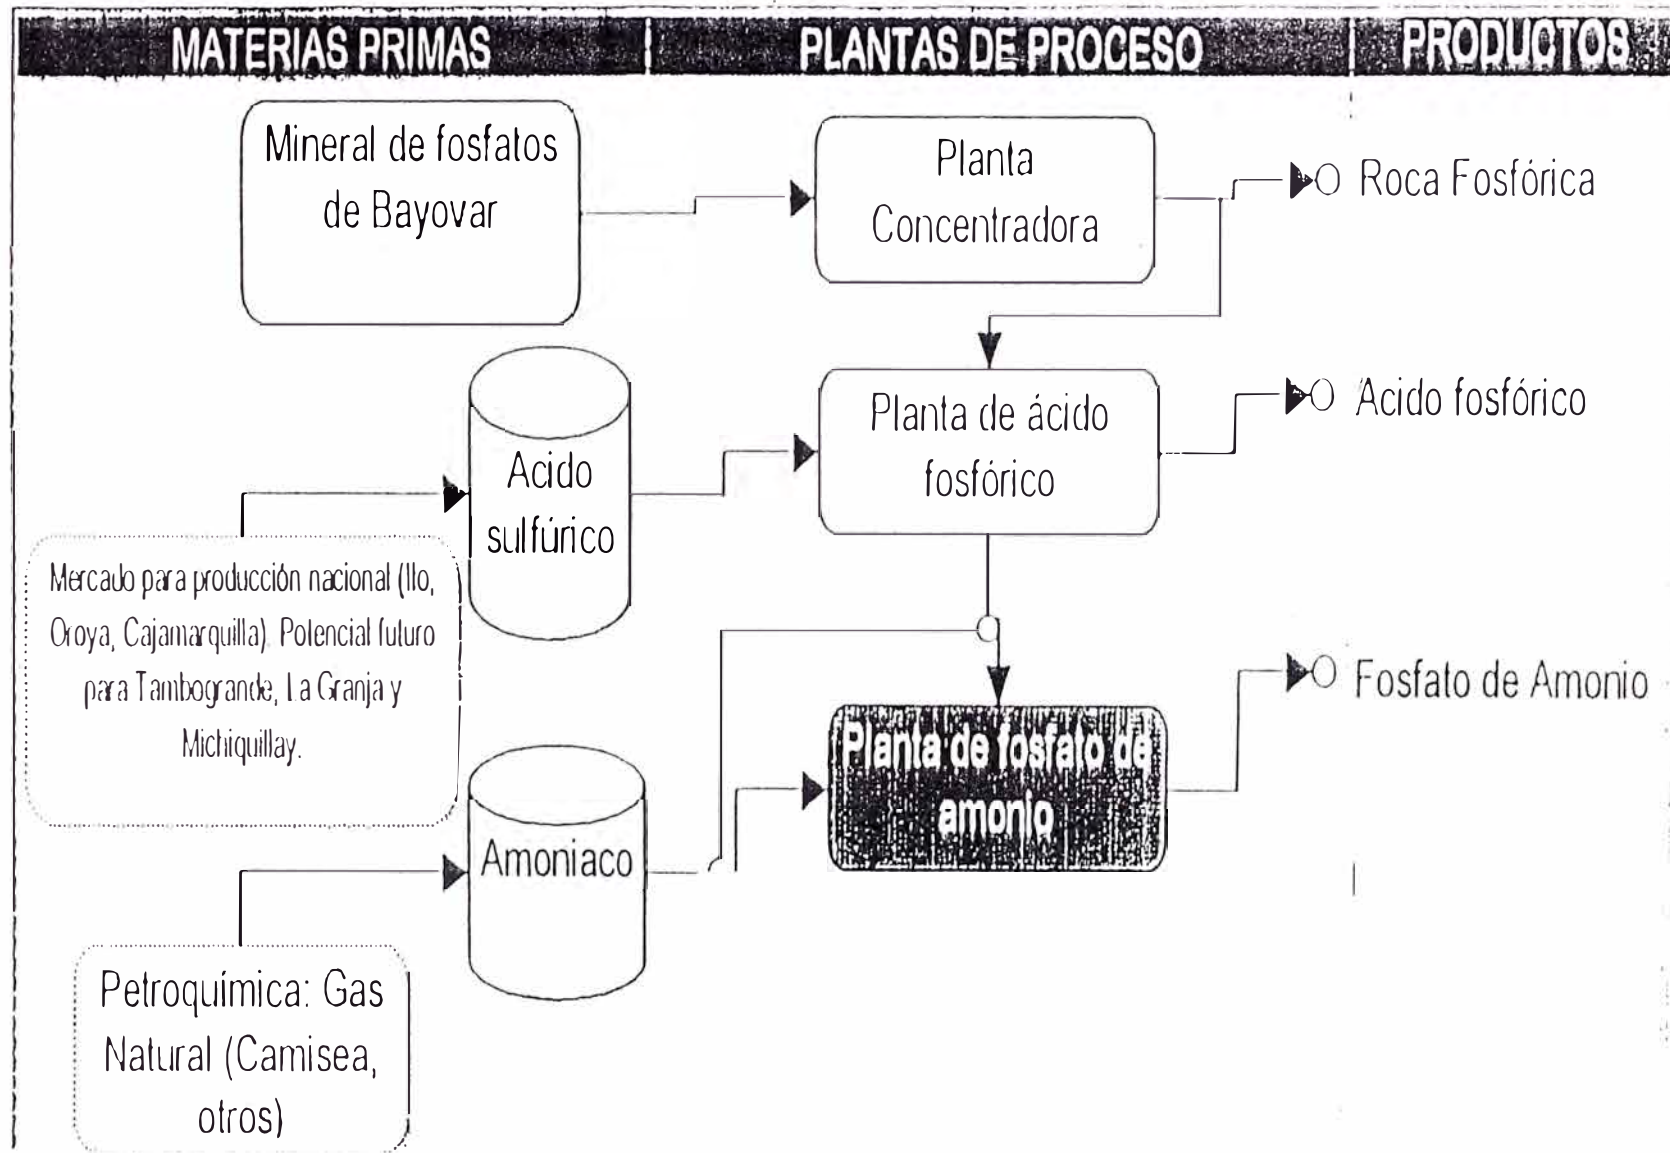 MATERIAS PRIMAS
PLANTAS DE PROCESO
PRODUCTOS
Mineral de fosfatos
de Bayovar
Planta
Concentradora
Roca Fosfórica
Acido
sulfúrico
Planta de ácido
fosfórico
Acido fosfórico
Mercado para producción nacional (Ilo,
Oroya, Cajamarquilla). Potencial futuro
para Tambogrande, La Granja y
Michiquillay.
Amoniaco
Planta de fosfato de
amonio
Fosfato de Amonio
Petroquímica: Gas
Natural (Camisea,
otros)